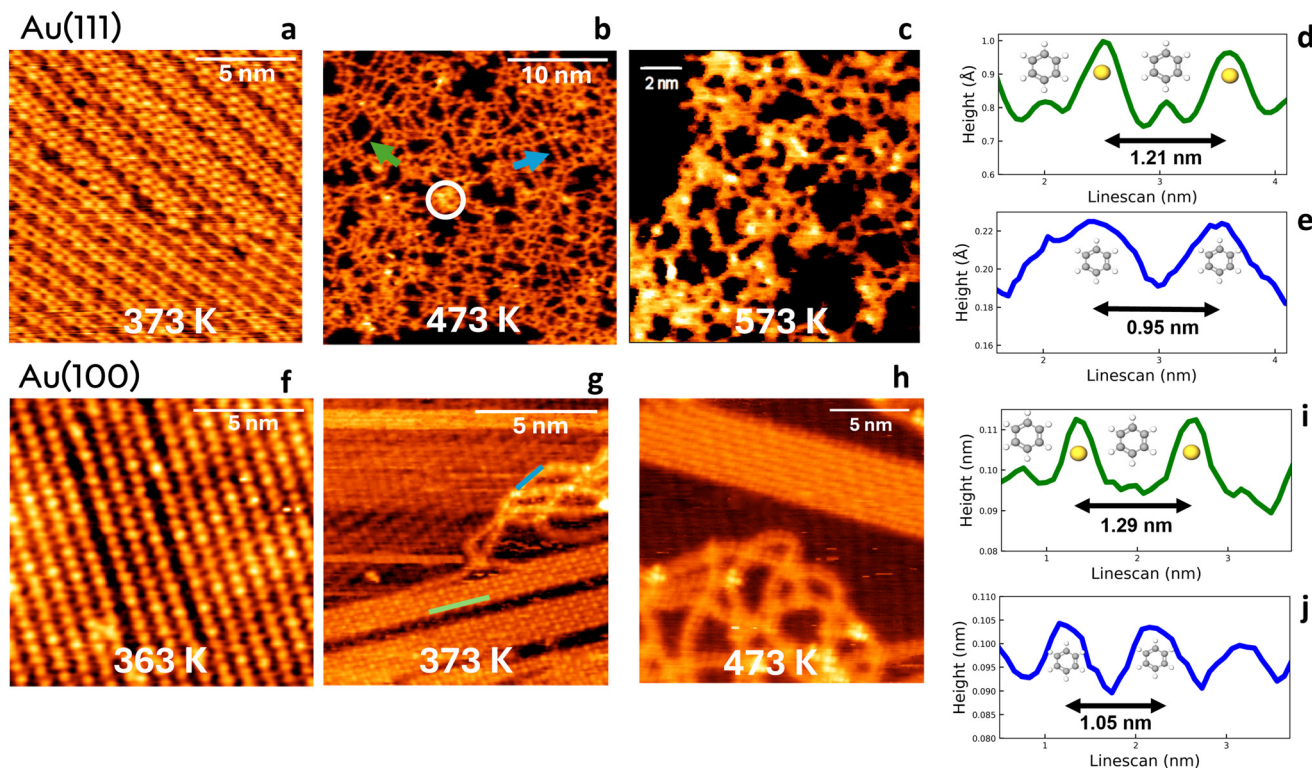 Au(111)
a
5 nm
373 K
b
10 nm
473 K
c
2 nm
573 K
d
Height (Å)
1.0
0.9
0.8
0.7
0.6
1.21 nm
2
3
4
Linescan (nm)
e
Height (Å)
0.22
0.20
0.18
0.16
0.95 nm
2
3
4
Linescan (nm)
Au(100)
f
5 nm
363 K
g
5 nm
373 K
h
5 nm
473 K
i
Height (nm)
0.11
0.10
0.09
0.08
1.29 nm
1
2
3
Linescan (nm)
j
Height (nm)
0.110
0.105
0.100
0.095
0.090
0.085
0.080
1.05 nm
1
2
3
Linescan (nm)